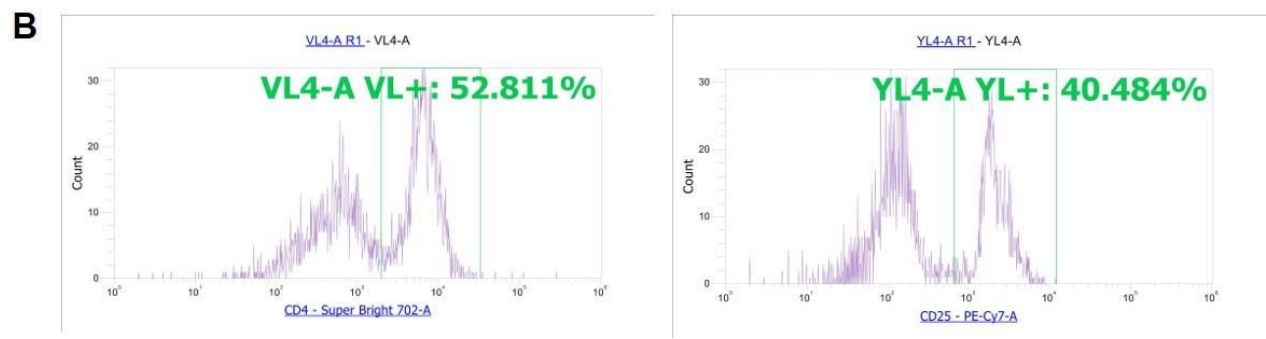 B
VL4-A R1 - VL4-A
VL4-A VL+: 52.811%
30
20
10
0
Count
10⁰ 10¹ 10² 10³ 10⁴ 10⁵ 10⁶
CD4 - Super Bright 702-A
YL4-A R1 - YL4-A
YL4-A YL+: 40.484%
30
20
10
0
Count
10⁰ 10¹ 10² 10³ 10⁴ 10⁵ 10⁶
CD25 - PE-Cy7-A